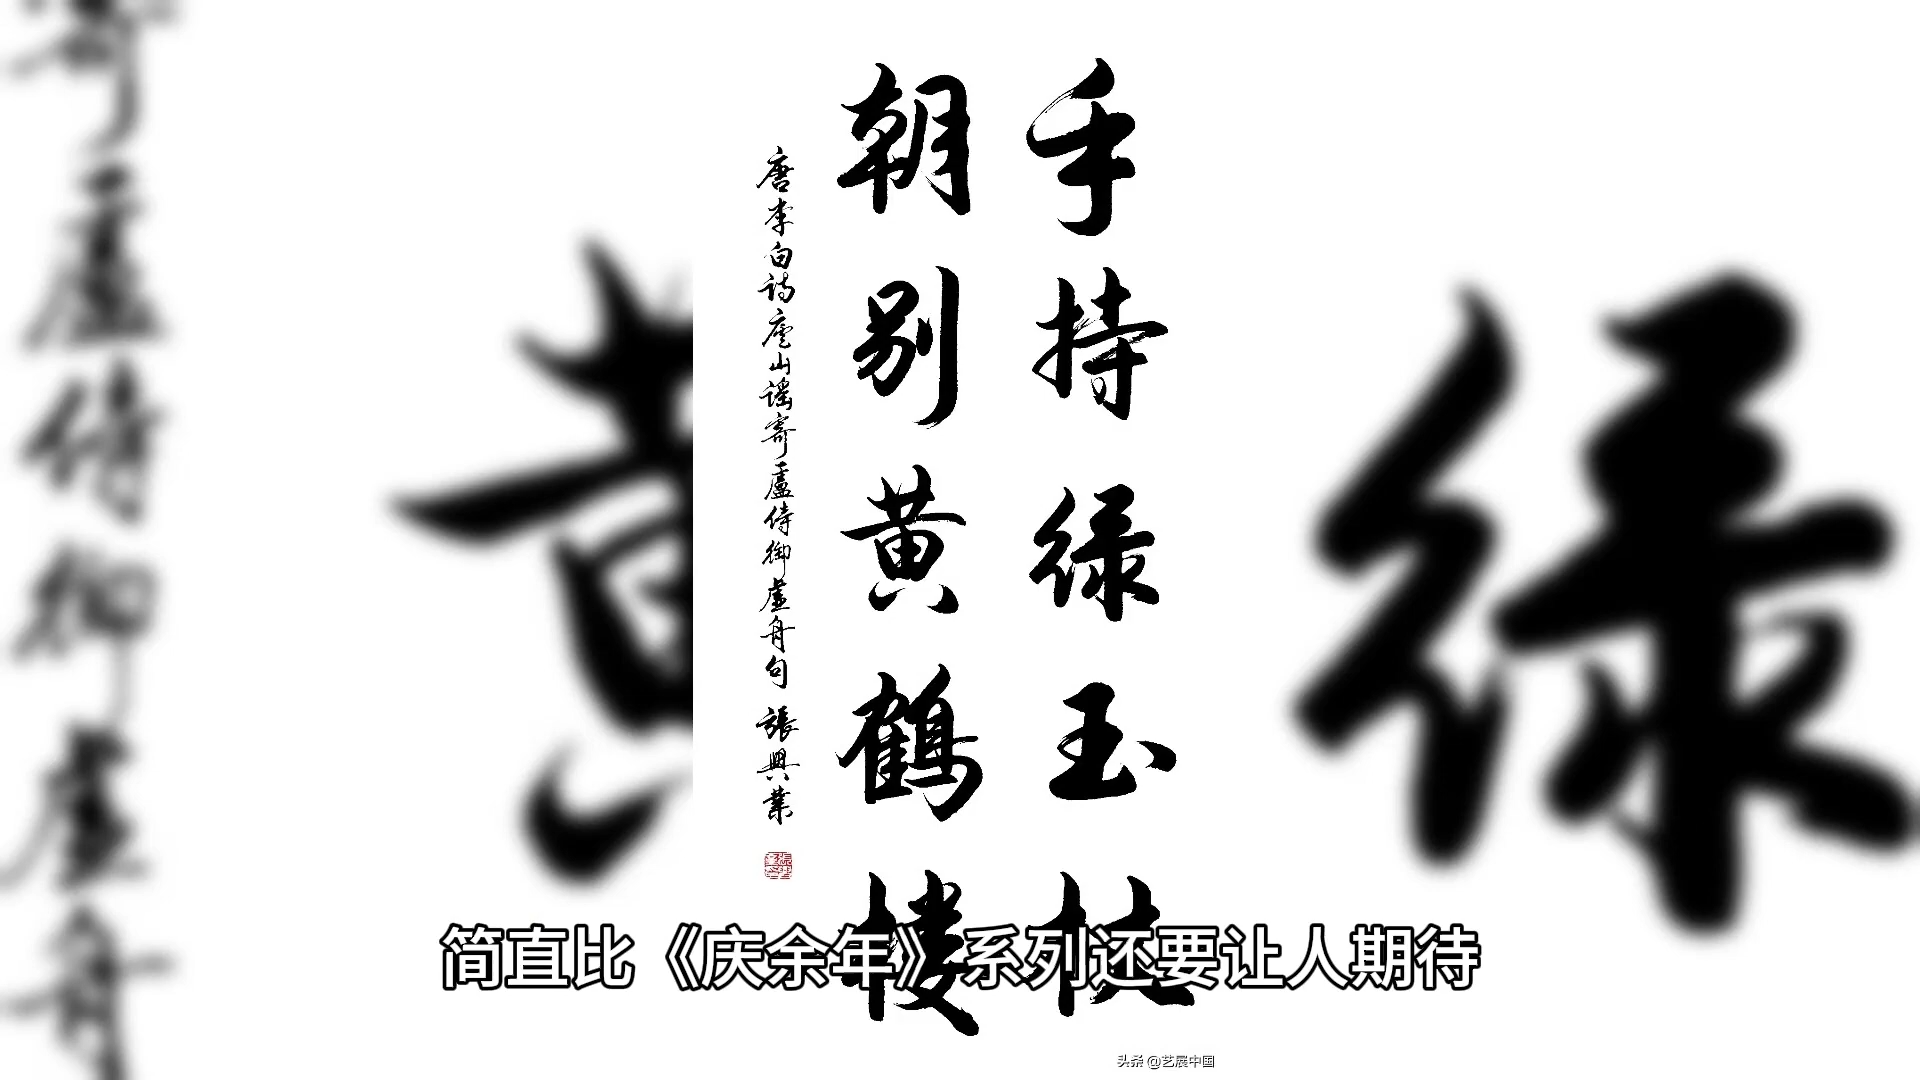 手持绿玉杖
朝别黄鹤楼
唐李白诗庐山谣寄盧侍御虚舟句 張興業
简直比《庆余年》系列还要让人期待
头条 @艺展中国